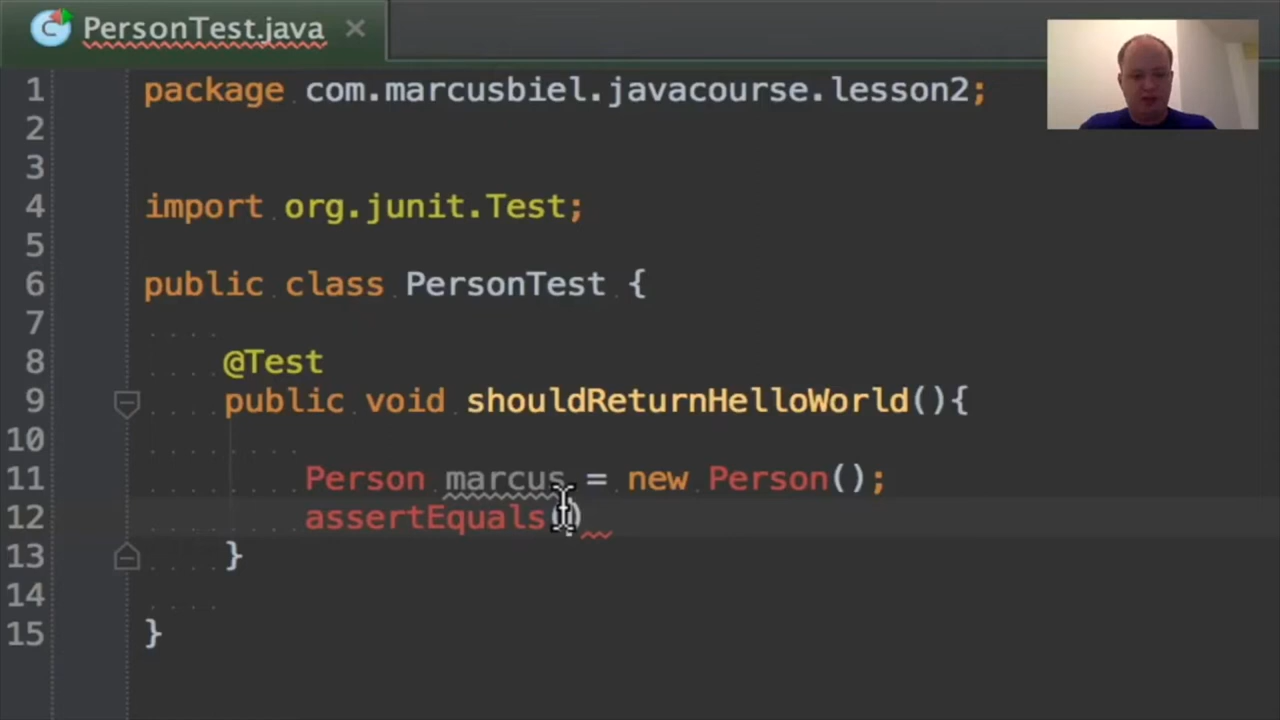 PersonTest.java
1 package com.marcusbiel.javacourse.lesson2;
2
3
4 import org.junit.Test;
5
6 public class PersonTest {
7
8 @Test
9 public void shouldReturnHelloWorld(){
10
11 Person marcus = new Person();
12 assertEquals()
13 }
14
15 }